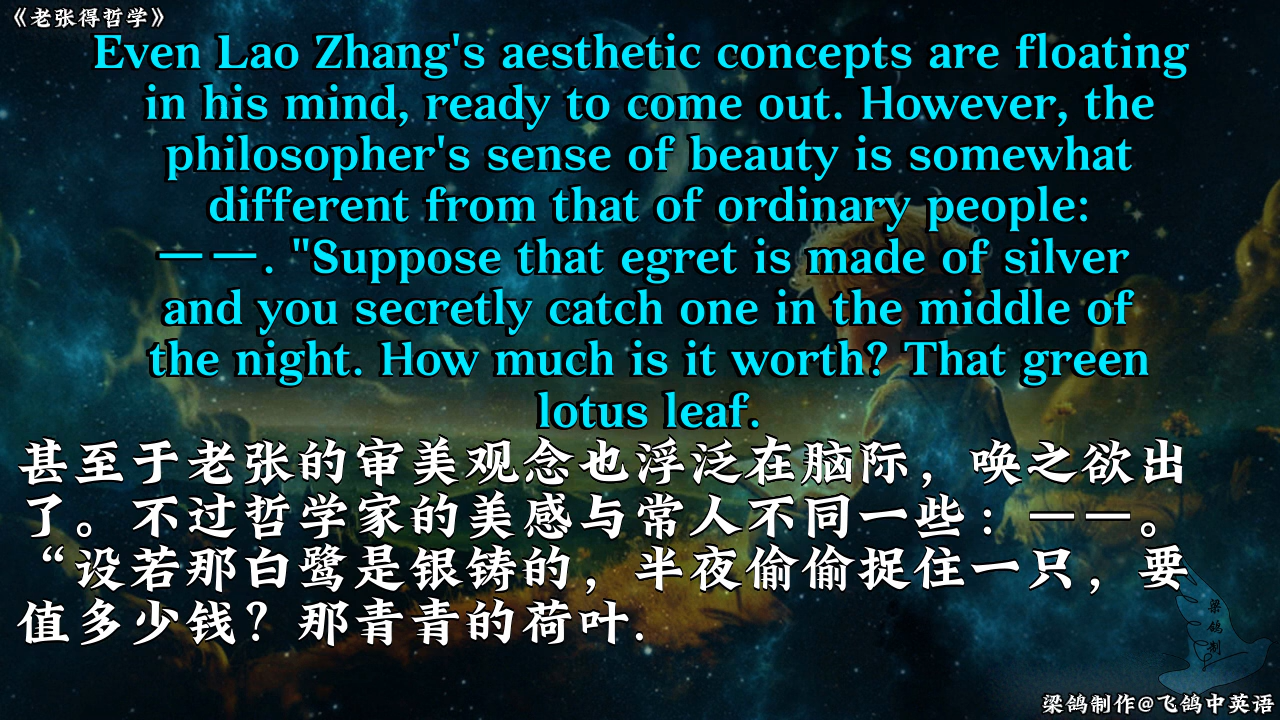 《老张得哲学》
Even Lao Zhang's aesthetic concepts are floating
in his mind, ready to come out. However, the
philosopher's sense of beauty is somewhat
different from that of ordinary people:
——. "Suppose that egret is made of silver
and you secretly catch one in the middle of
the night. How much is it worth? That green
lotus leaf.
甚至于老张的审美观念也浮泛在脑际，唤之欲出
了。不过哲学家的美感与常人不同一些：——。
“设若那白鹭是银铸的，半夜偷偷捉住一只，要
值多少钱？那青青的荷叶.
梁鸽制
梁鸽制作@飞鸽中英语